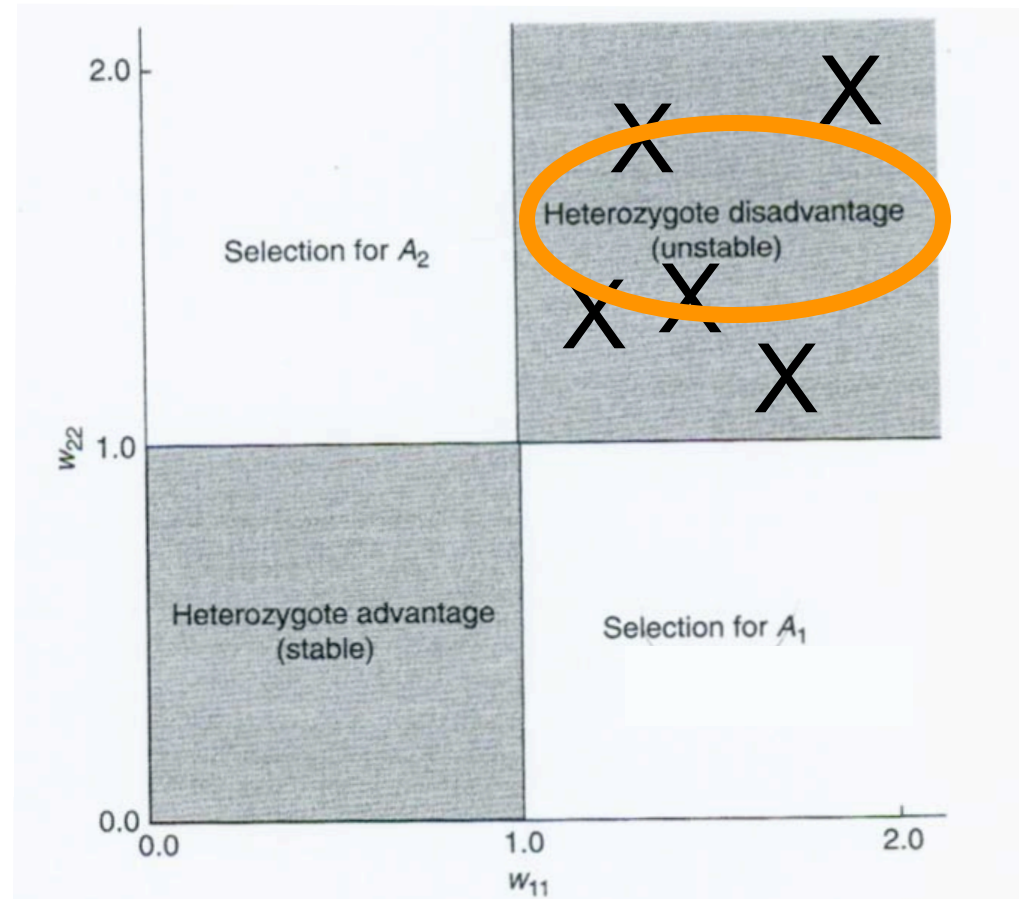 2.0
X
X
Heterozygote disadvantage
(unstable)
Selection for A₂
X
X
X
w₂₂
1.0
Heterozygote advantage
(stable)
Selection for A₁
0.0
0.0
1.0
2.0
w₁₁